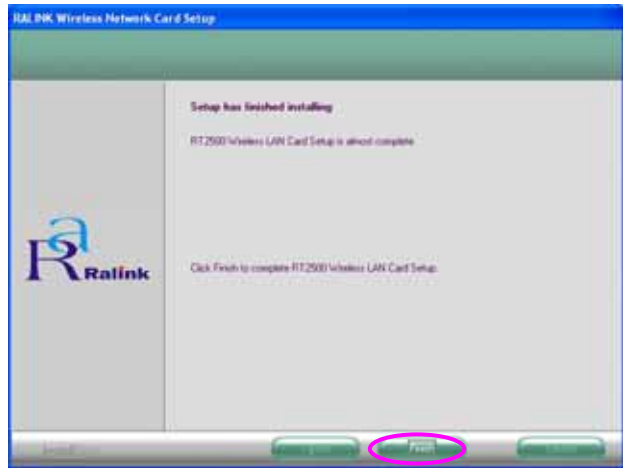 RALINK Wireless Network Card Setup
Setup has finished installing
RT2500 Wireless LAN Card Setup is almost complete.
Ralink
Click Finish to complete RT2500 Wireless LAN Card Setup.
Finish